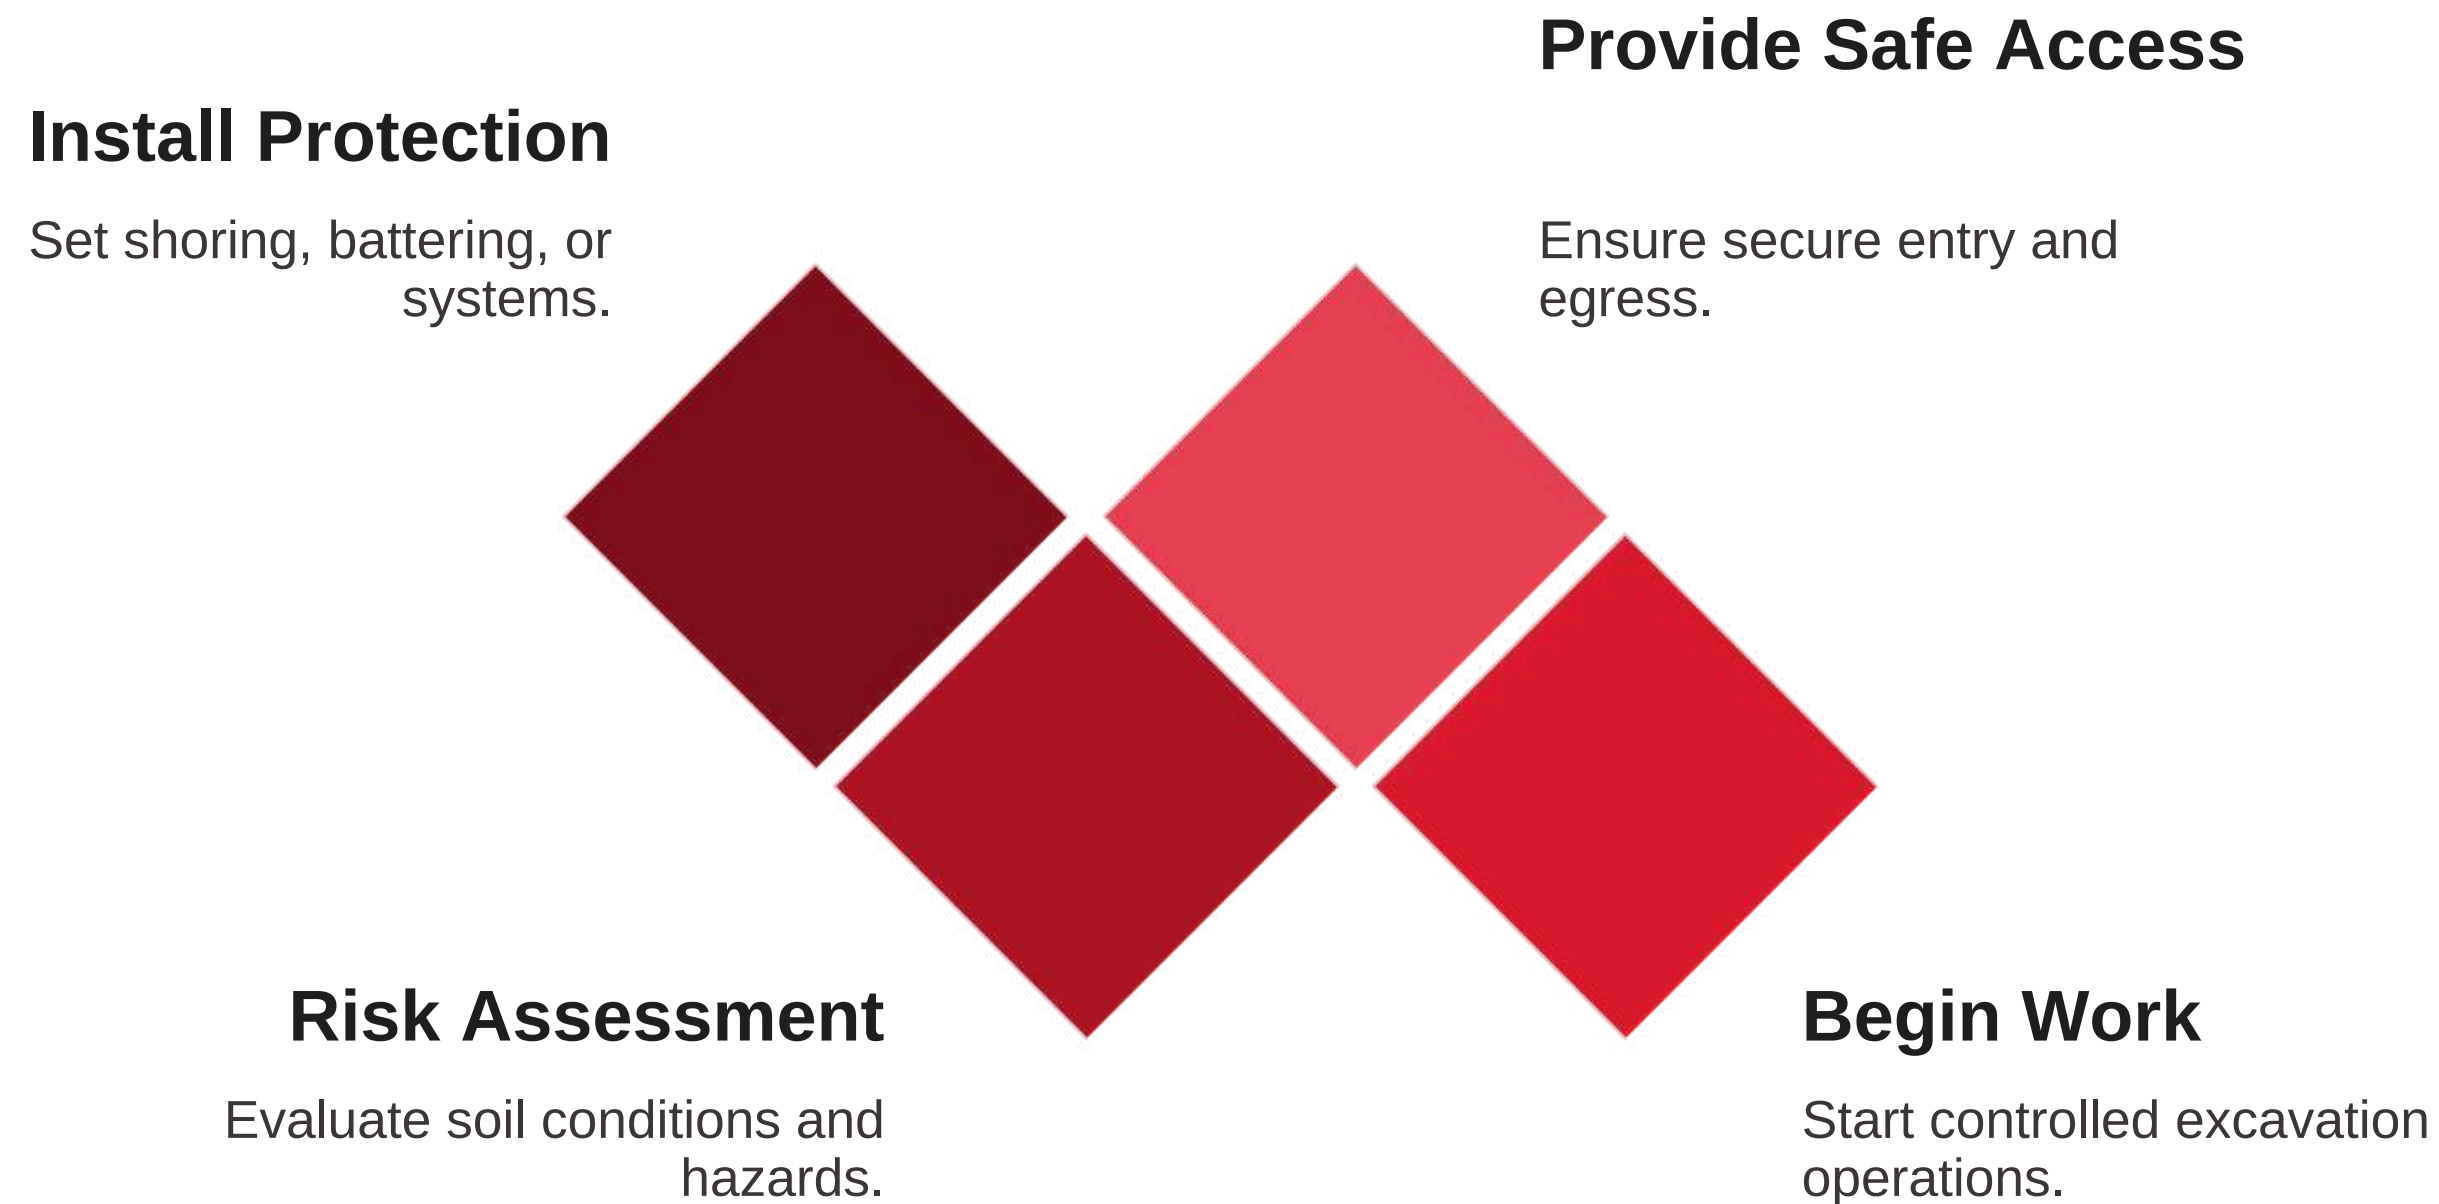 Install Protection
Set shoring, battering, or
systems.
Provide Safe Access
Ensure secure entry and
egress.
Risk Assessment
Evaluate soil conditions and
hazards.
Begin Work
Start controlled excavation
operations.